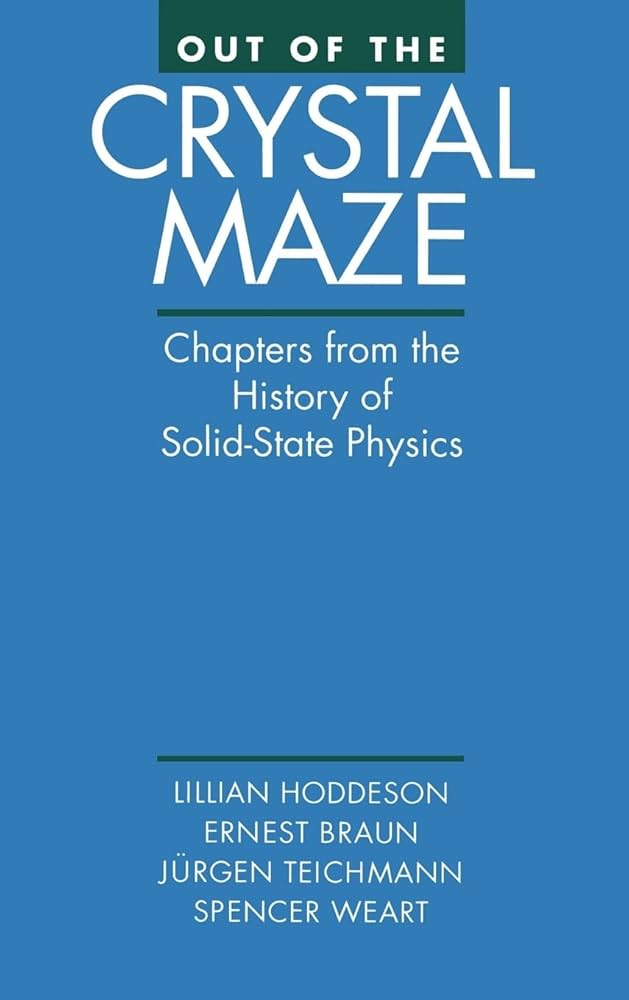 OUT OF THE
CRYSTAL
MAZE
Chapters from the
History of
Solid-State Physics
LILLIAN HODDESON
ERNEST BRAUN
JÜRGEN TEICHMANN
SPENCER WEART